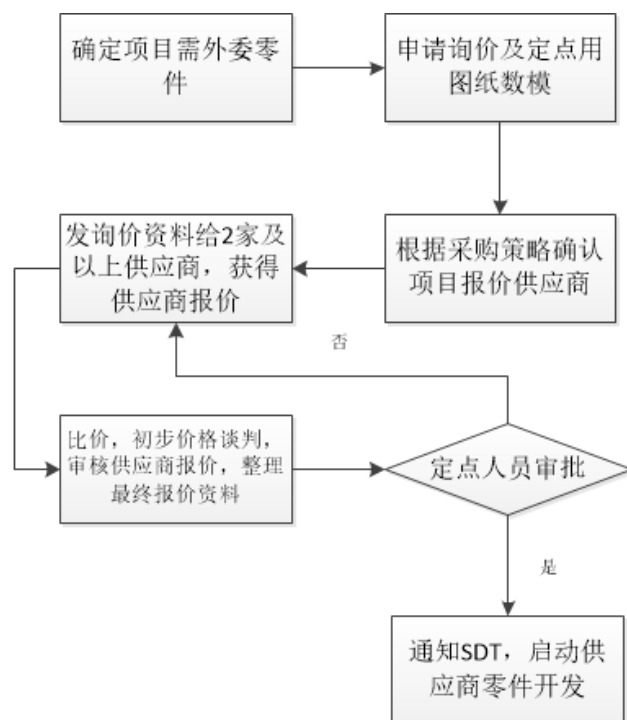 确定项目需外委零
件
申请询价及定点用
图纸数模
根据采购策略确认
项目报价供应商
发询价资料给2家及
以上供应商，获得
供应商报价
比价，初步价格谈判，
审核供应商报价，整理
最终报价资料
定点人员审批
否
是
通知SDT，启动供
应商零件开发